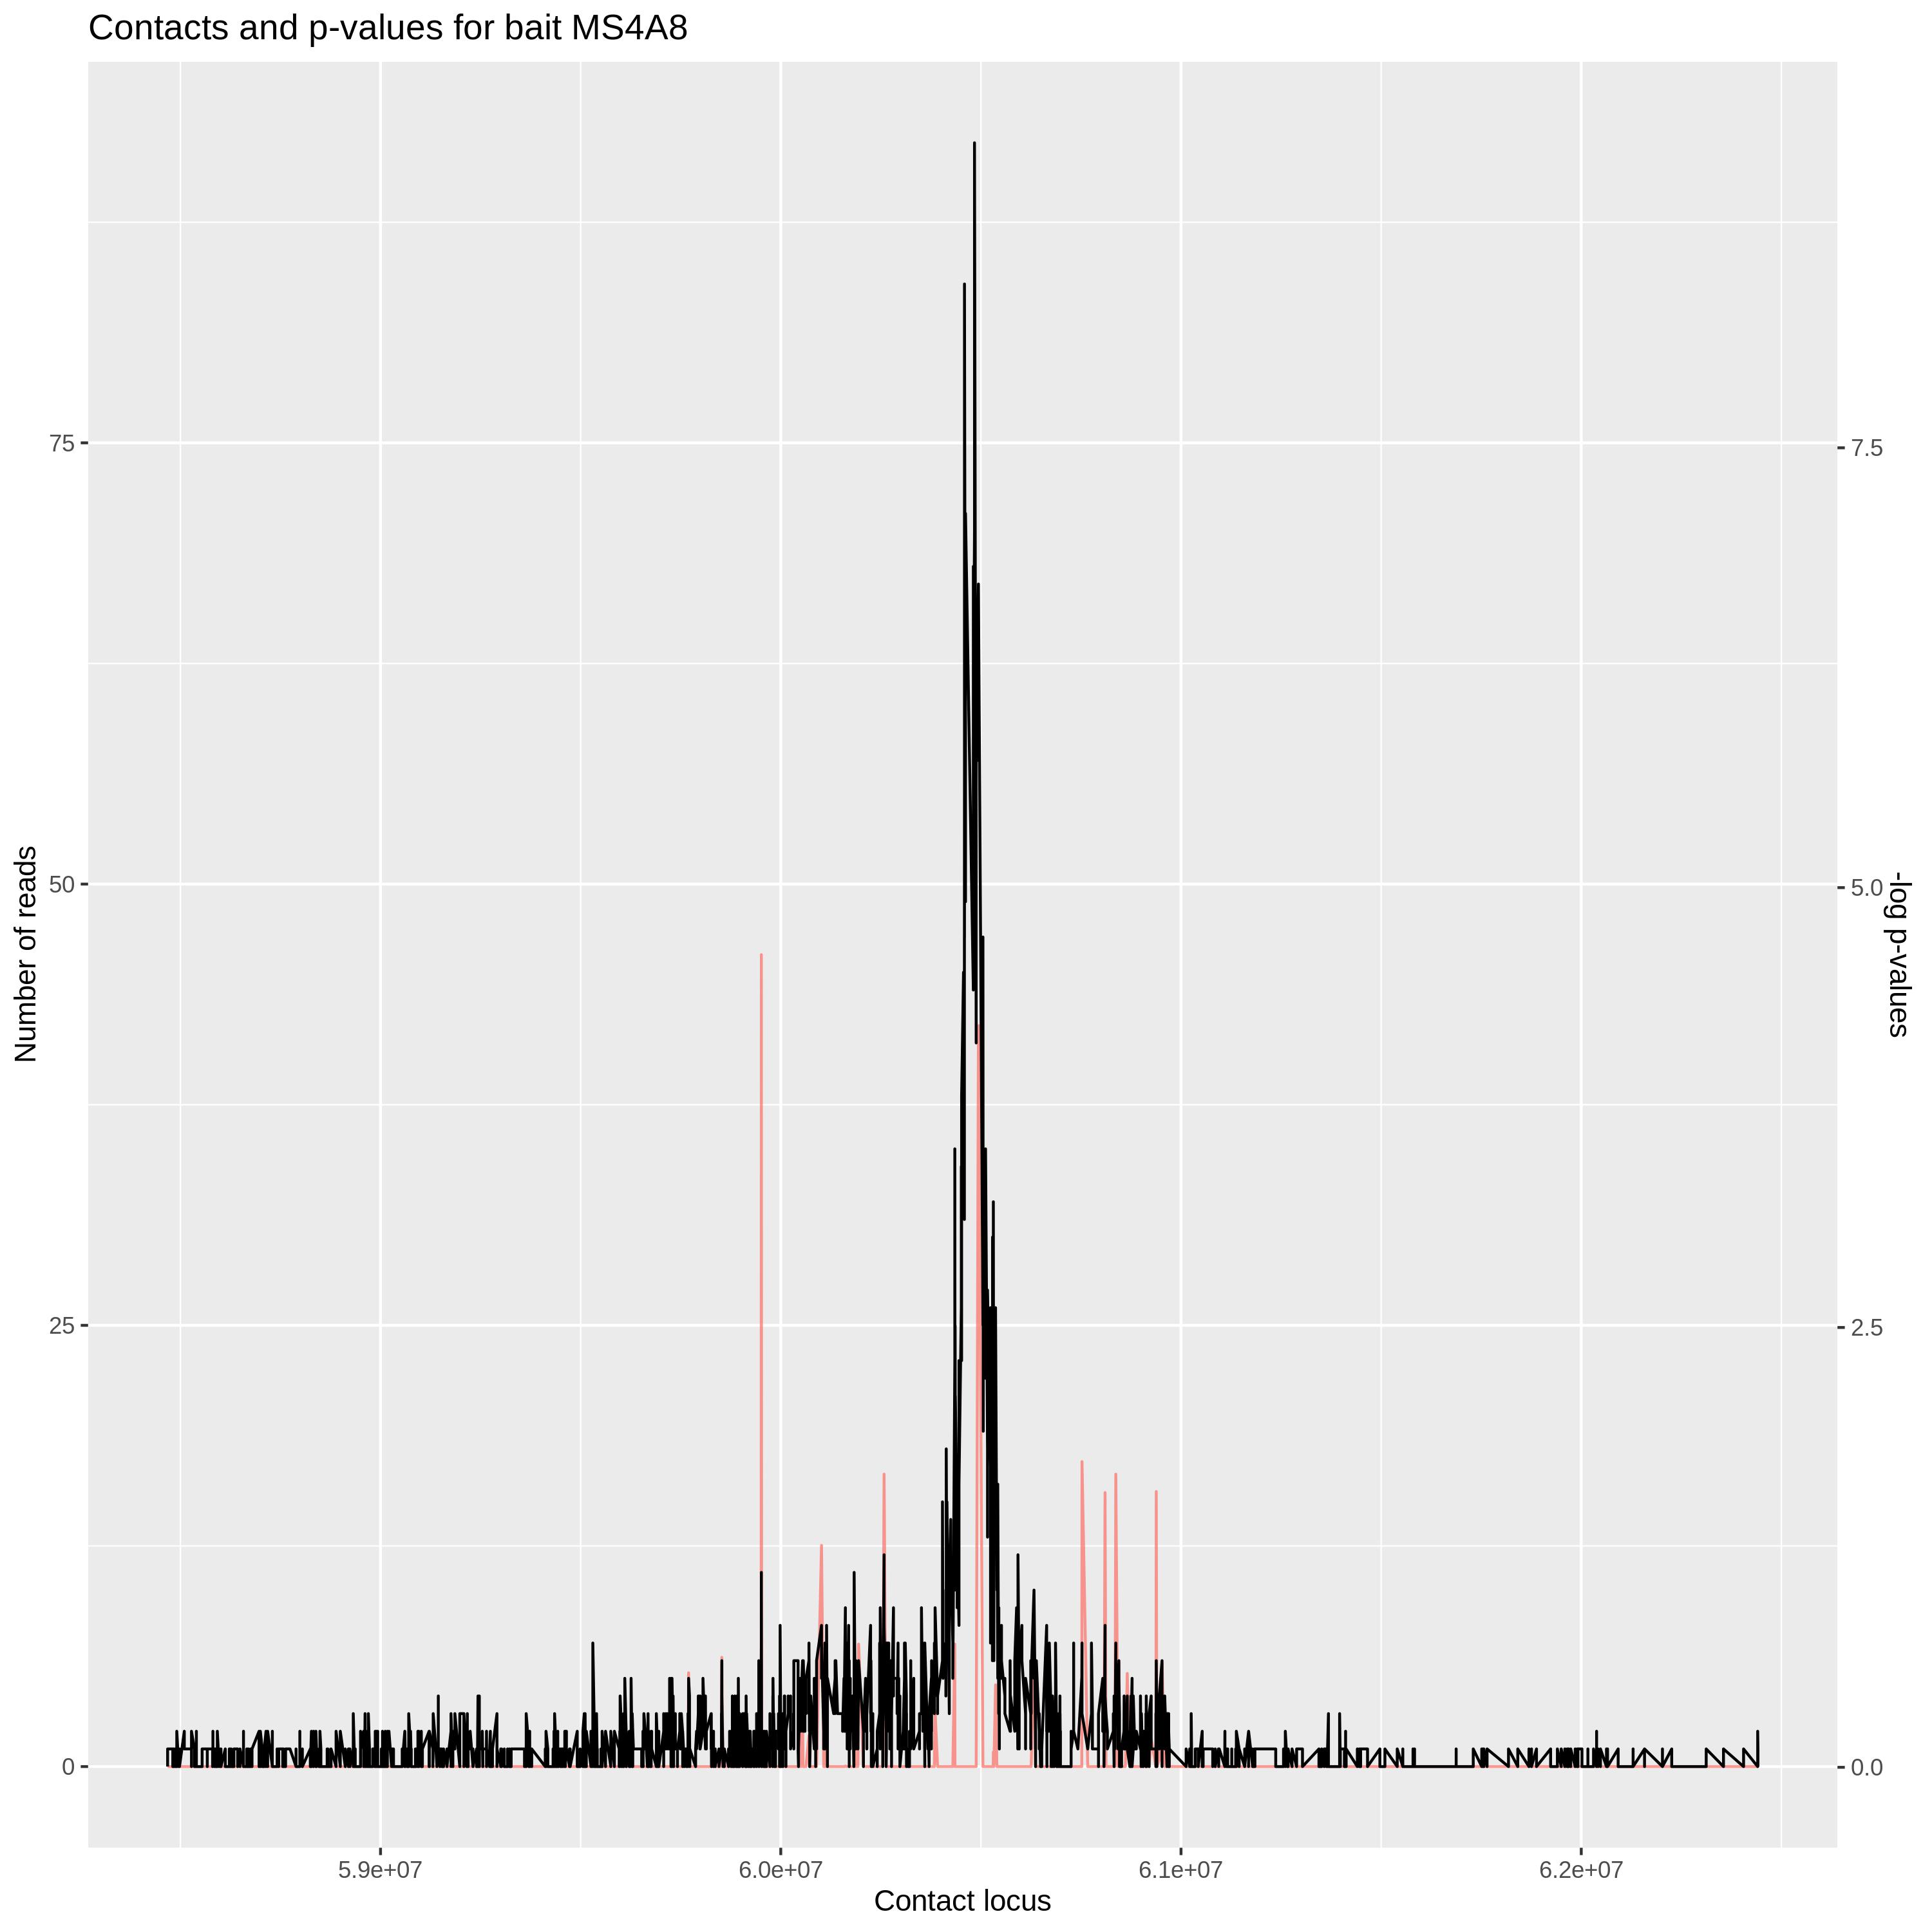 Contacts and p-values for bait MS4A8
Number of reads
75
50
25
0
7.5
5.0
2.5
0.0
-log p-values
5.9e+07
6.0e+07
6.1e+07
6.2e+07
Contact locus